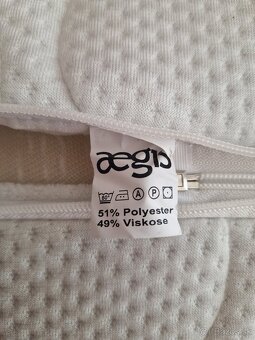 aegis
A P
51% Polyester
49% Viskose